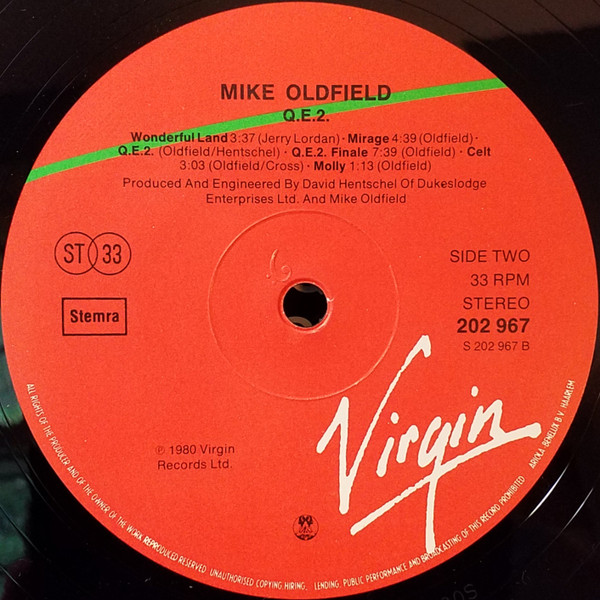 MIKE OLDFIELD
Q.E.2.
Wonderful Land 3:37 (Jerry Lordan) · Mirage 4:39 (Oldfield) ·
Q.E.2. (Oldfield/Hentschel) · Q.E.2. Finale 7:39 (Oldfield) · Celt
3:03 (Oldfield/Cross) · Molly 1:13 (Oldfield)
Produced And Engineered By David Hentschel Of Dukeslodge
Enterprises Ltd. And Mike Oldfield
ST 33
Stemra
SIDE TWO
33 RPM
STEREO
202 967
S 202 967 B
Virgin
℗ 1980 Virgin
Records Ltd.
ALL RIGHTS OF THE PRODUCER AND OF THE OWNER OF THE WORK REPRODUCED RESERVED. UNAUTHORISED COPYING HIRING. LENDING. PUBLIC PERFORMANCE AND BROADCASTING OF THIS RECORD PROHIBITED. ARIOLA-BENELUX B.V. HAARLEM